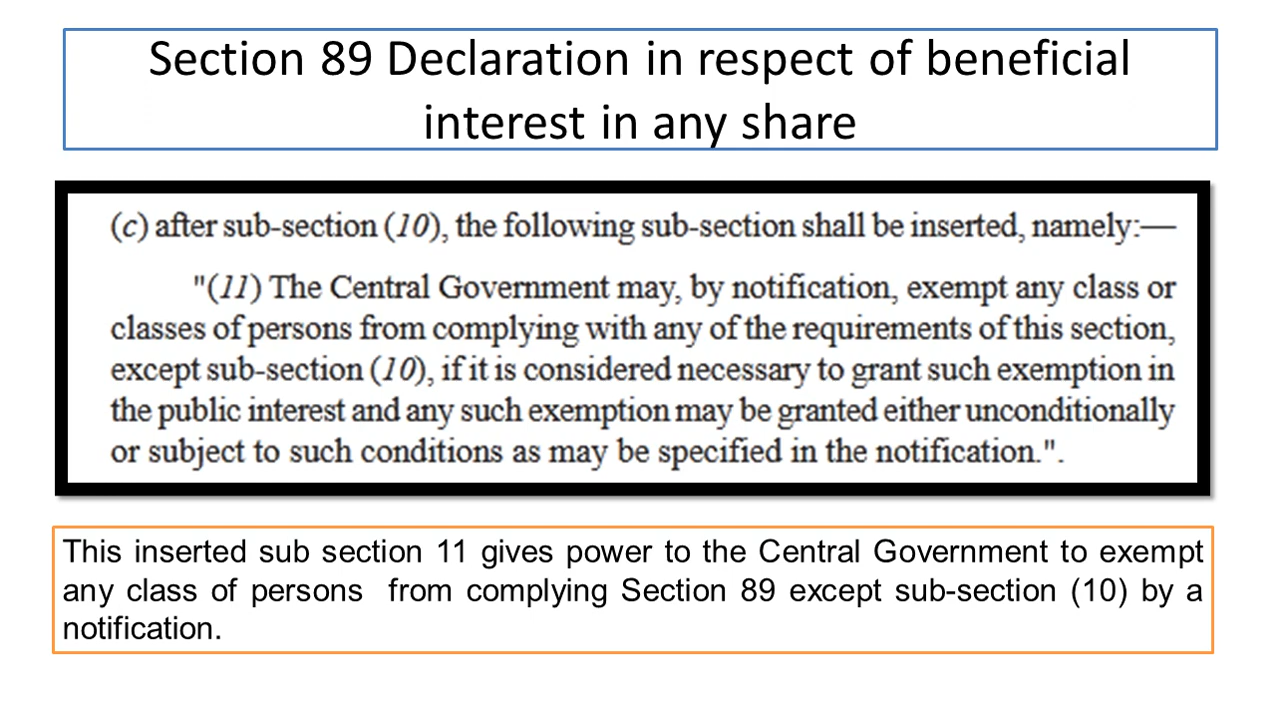 Section 89 Declaration in respect of beneficial
interest in any share
(c) after sub-section (10), the following sub-section shall be inserted, namely:—
"(11) The Central Government may, by notification, exempt any class or
classes of persons from complying with any of the requirements of this section,
except sub-section (10), if it is considered necessary to grant such exemption in
the public interest and any such exemption may be granted either unconditionally
or subject to such conditions as may be specified in the notification.".
This inserted sub section 11 gives power to the Central Government to exempt
any class of persons from complying Section 89 except sub-section (10) by a
notification.